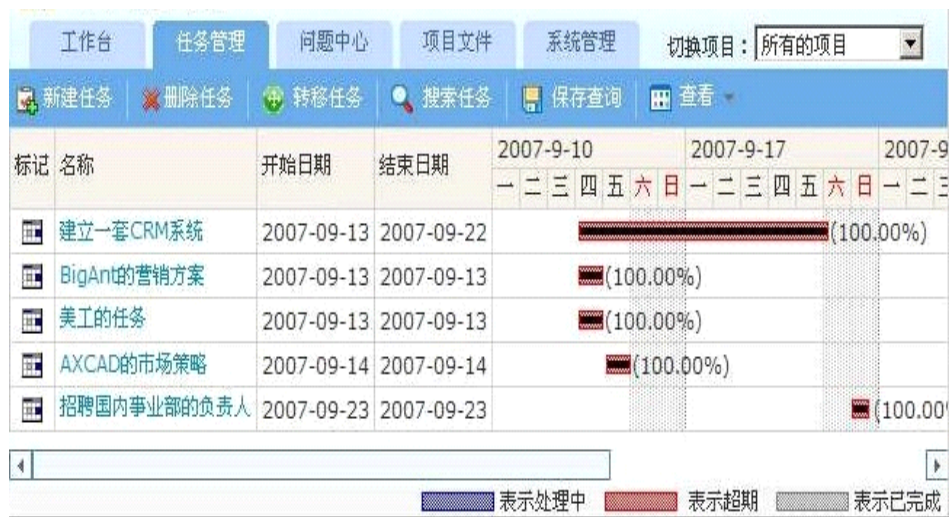 工作台 任务管理 问题中心 项目文件 系统管理 切换项目： 所有的项目
新建任务 删除任务 转移任务 搜索任务 保存查询 查看
标记 名称 开始日期 结束日期 2007-9-10 2007-9-17 2007-9
一 二 三 四 五 六 日 一 二 三 四 五 六 日 一 二 三
建立一套CRM系统 2007-09-13 2007-09-22 (100.00%)
BigAnt的营销方案 2007-09-13 2007-09-13 (100.00%)
美工的任务 2007-09-13 2007-09-13 (100.00%)
AXCAD的市场策略 2007-09-14 2007-09-14 (100.00%)
招聘国内事业部的负责人 2007-09-23 2007-09-23 (100.00
表示处理中 表示超期 表示已完成